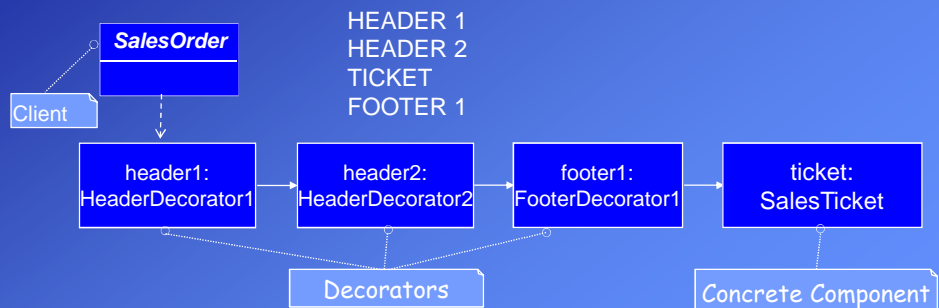 HEADER 1
HEADER 2
TICKET
FOOTER 1
SalesOrder
Client
header1:
HeaderDecorator1
header2:
HeaderDecorator2
footer1:
FooterDecorator1
ticket:
SalesTicket
Decorators
Concrete Component